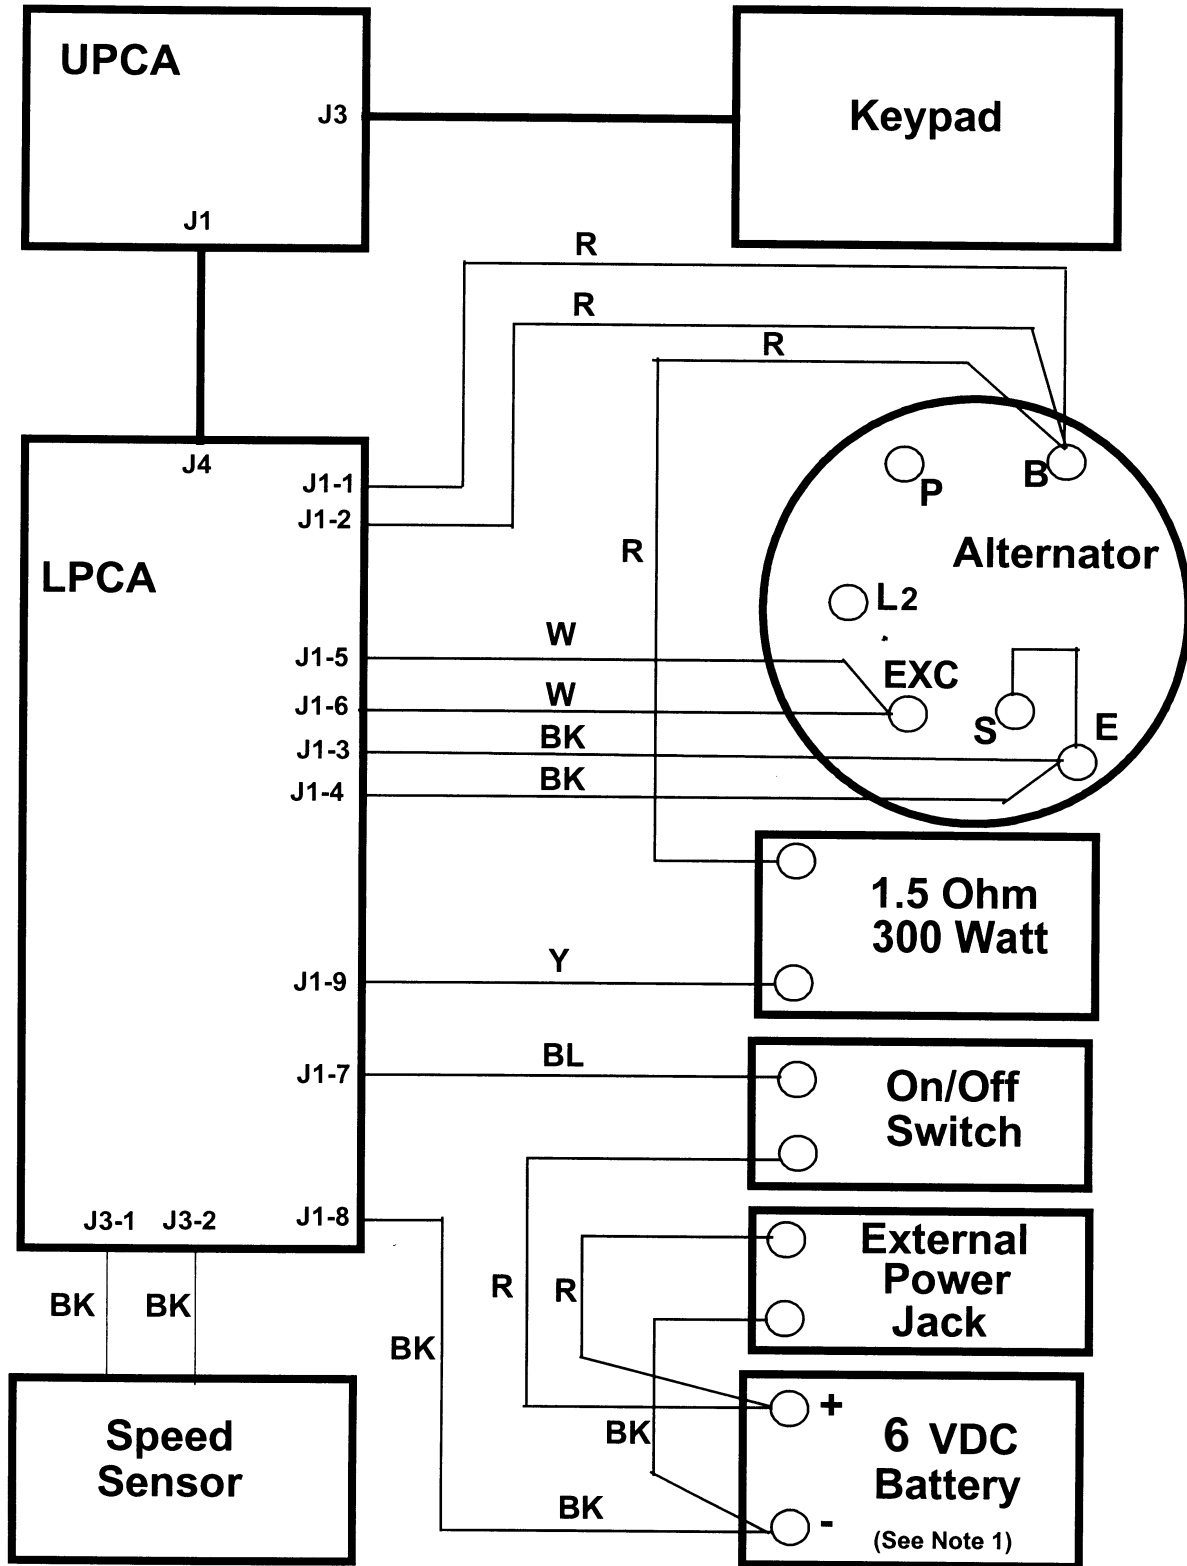 UPCA
J3
Keypad
J1
R
R
R
J4
J1-1
J1-2
B
P
Alternator
R
LPCA
L2
W
J1-5
EXC
W
J1-6
S
E
BK
J1-3
BK
J1-4
1.5 Ohm
300 Watt
Y
J1-9
BL
J1-7
On/Off
Switch
J3-1
J3-2
J1-8
External
Power
Jack
R
R
BK
BK
BK
+
6 VDC
Battery
BK
Speed
Sensor
BK
-
(See Note 1)